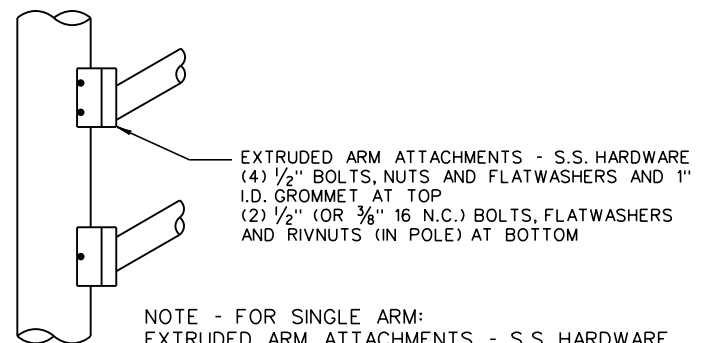 EXTRUDED ARM ATTACHMENTS - S.S. HARDWARE
(4) 1/2" BOLTS, NUTS AND FLATWASHERS AND 1"
I.D. GROMMET AT TOP
(2) 1/2" (OR 3/8" 16 N.C.) BOLTS, FLATWASHERS
AND RIVNUTS (IN POLE) AT BOTTOM
NOTE - FOR SINGLE ARM:
EXTRUDED ARM ATTACHMENTS - S.S. HARDWARE